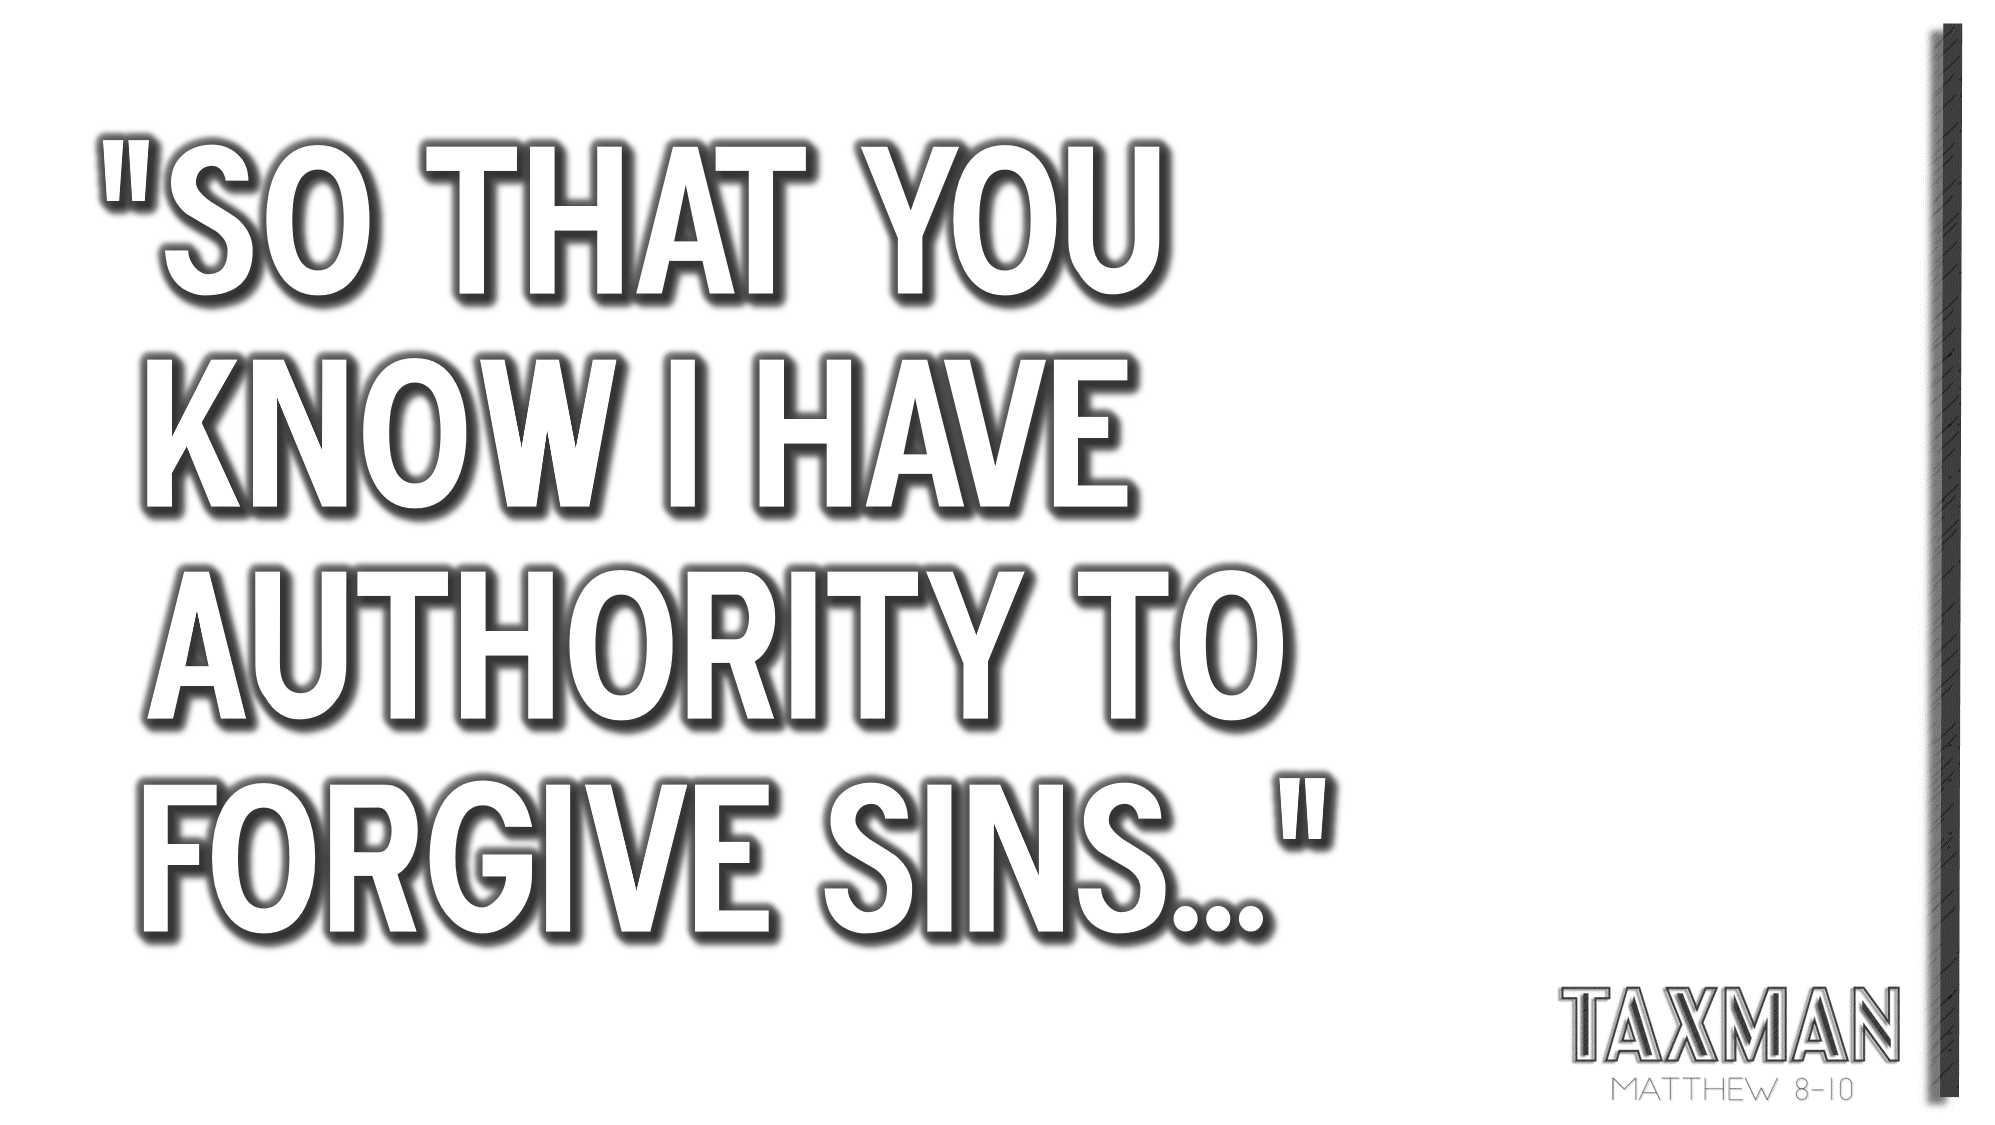 "SO THAT YOU
KNOW I HAVE
AUTHORITY TO
FORGIVE SINS..."
TAXMAN
MATTHEW 8-10